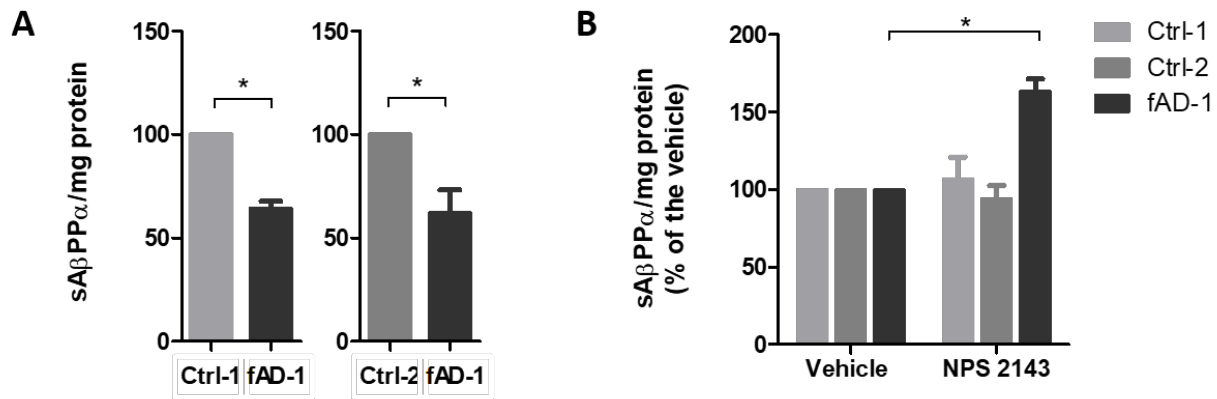 A
sAβPPα/mg protein
150
100
50
0
*
Ctrl-1 fAD-1
150
100
50
0
*
Ctrl-2 fAD-1
B
sAβPPα/mg protein
(% of the vehicle)
200
150
100
50
0
*
Vehicle NPS 2143
Ctrl-1
Ctrl-2
fAD-1